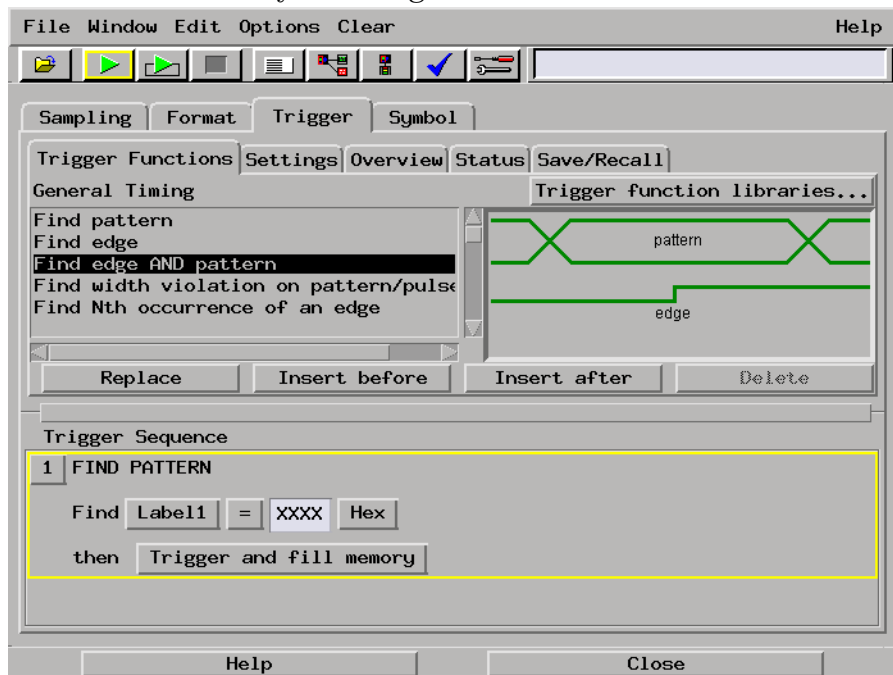 File Window Edit Options Clear Help
Sampling Format Trigger Symbol
Trigger Functions Settings Overview Status Save/Recall
General Timing Trigger function libraries...
Find pattern
Find edge
Find edge AND pattern
Find width violation on pattern/pulse
Find Nth occurrence of an edge
pattern
edge
Replace Insert before Insert after Delete
Trigger Sequence
1 FIND PATTERN
Find Label1 = XXXX Hex
then Trigger and fill memory
Help Close